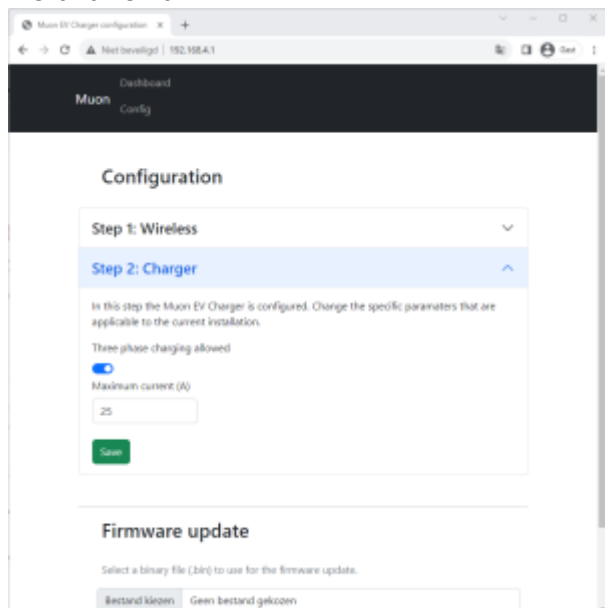 Muon EV Charger configuration
Niet beveiligd | 192.168.4.1
Gast
Dashboard
Muon
Config
Configuration
Step 1: Wireless
Step 2: Charger
In this step the Muon EV Charger is configured. Change the specific paramaters that are
applicable to the current installation.
Three phase charging allowed
Maximum current (A)
25
Save
Firmware update
Select a binary file (.bin) to use for the firmware update.
Bestand kiezen Geen bestand gekozen